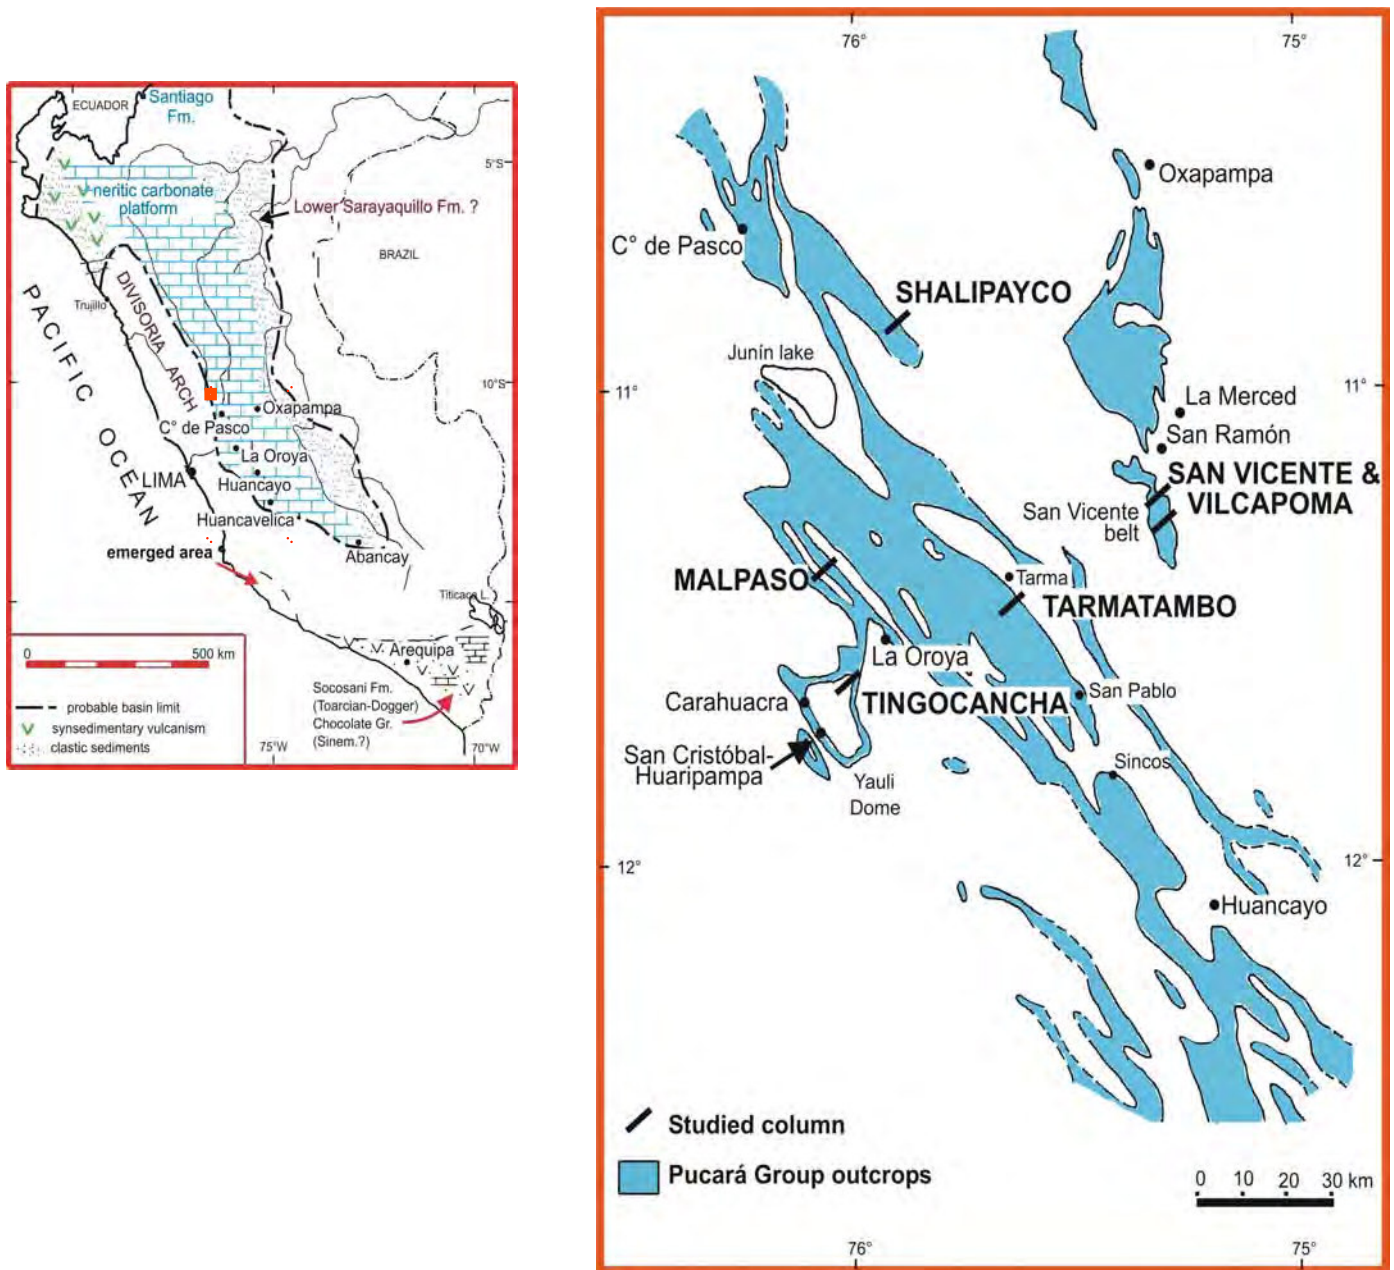 ECUADOR
Santiago
Fm.
5°S
neritic carbonate
platform
Lower Sarayaquillo Fm. ?
BRAZIL
DIVISORIA ARCH
Trujillo
PACIFIC OCEAN
10°S
Oxapampa
C° de Pasco
La Oroya
LIMA
Huancayo
Huancavelica
emerged area
Abancay
Titicaca L.
Arequipa
0 500 km
Socosani Fm.
(Toarcian-Dogger)
Chocolate Gr.
(Sinem.?)
probable basin limit
synsedimentary vulcanism
clastic sediments
75°W
70°W
76°
75°
Oxapampa
C° de Pasco
SHALIPAYCO
Junín lake
11°
11°
La Merced
San Ramón
SAN VICENTE &
VILCAPOMA
San Vicente
belt
MALPASO
Tarma
TARMATAMBO
La Oroya
San Pablo
Carahuacra
TINGOCANCHA
San Cristóbal-
Huaripampa
Sincos
Yauli
Dome
12°
12°
Huancayo
Studied column
Pucará Group outcrops
0 10 20 30 km
76°
75°